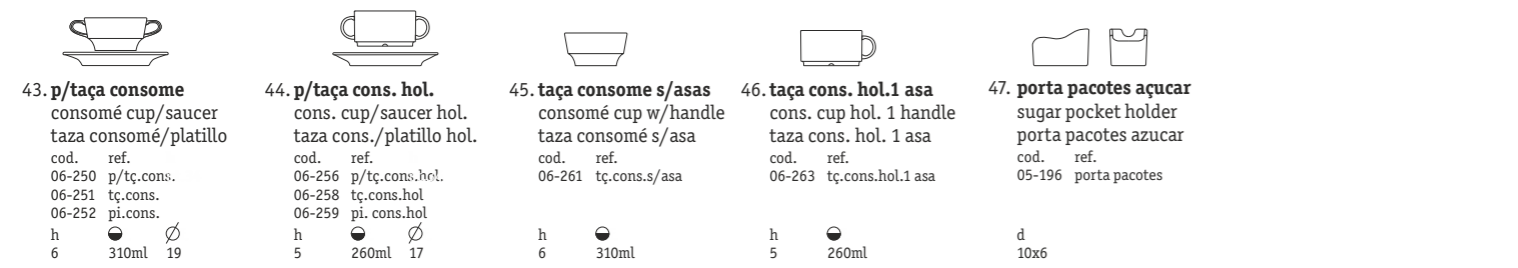 43. p/taça consome
consomé cup/saucer
taza consomé/platillo
cod. ref.
06-250 p/tç.cons.
06-251 tç.cons.
06-252 pi.cons.
h
6 310ml 19
44. p/taça cons. hol.
cons. cup/saucer hol.
taza cons./platillo hol.
cod. ref.
06-256 p/tç.cons.hol.
06-258 tç.cons.hol
06-259 pi. cons.hol
h
5 260ml 17
45. taça consome s/asas
consomé cup w/handle
taza consomé s/asa
cod. ref.
06-261 tç.cons.s/asa
h
6 310ml
46. taça cons. hol.1 asa
cons. cup hol. 1 handle
taza cons. hol. 1 asa
cod. ref.
06-263 tç.cons.hol.1 asa
h
5 260ml
47. porta pacotes açucar
sugar pocket holder
porta pacotes azucar
cod. ref.
05-196 porta pacotes
d
10x6